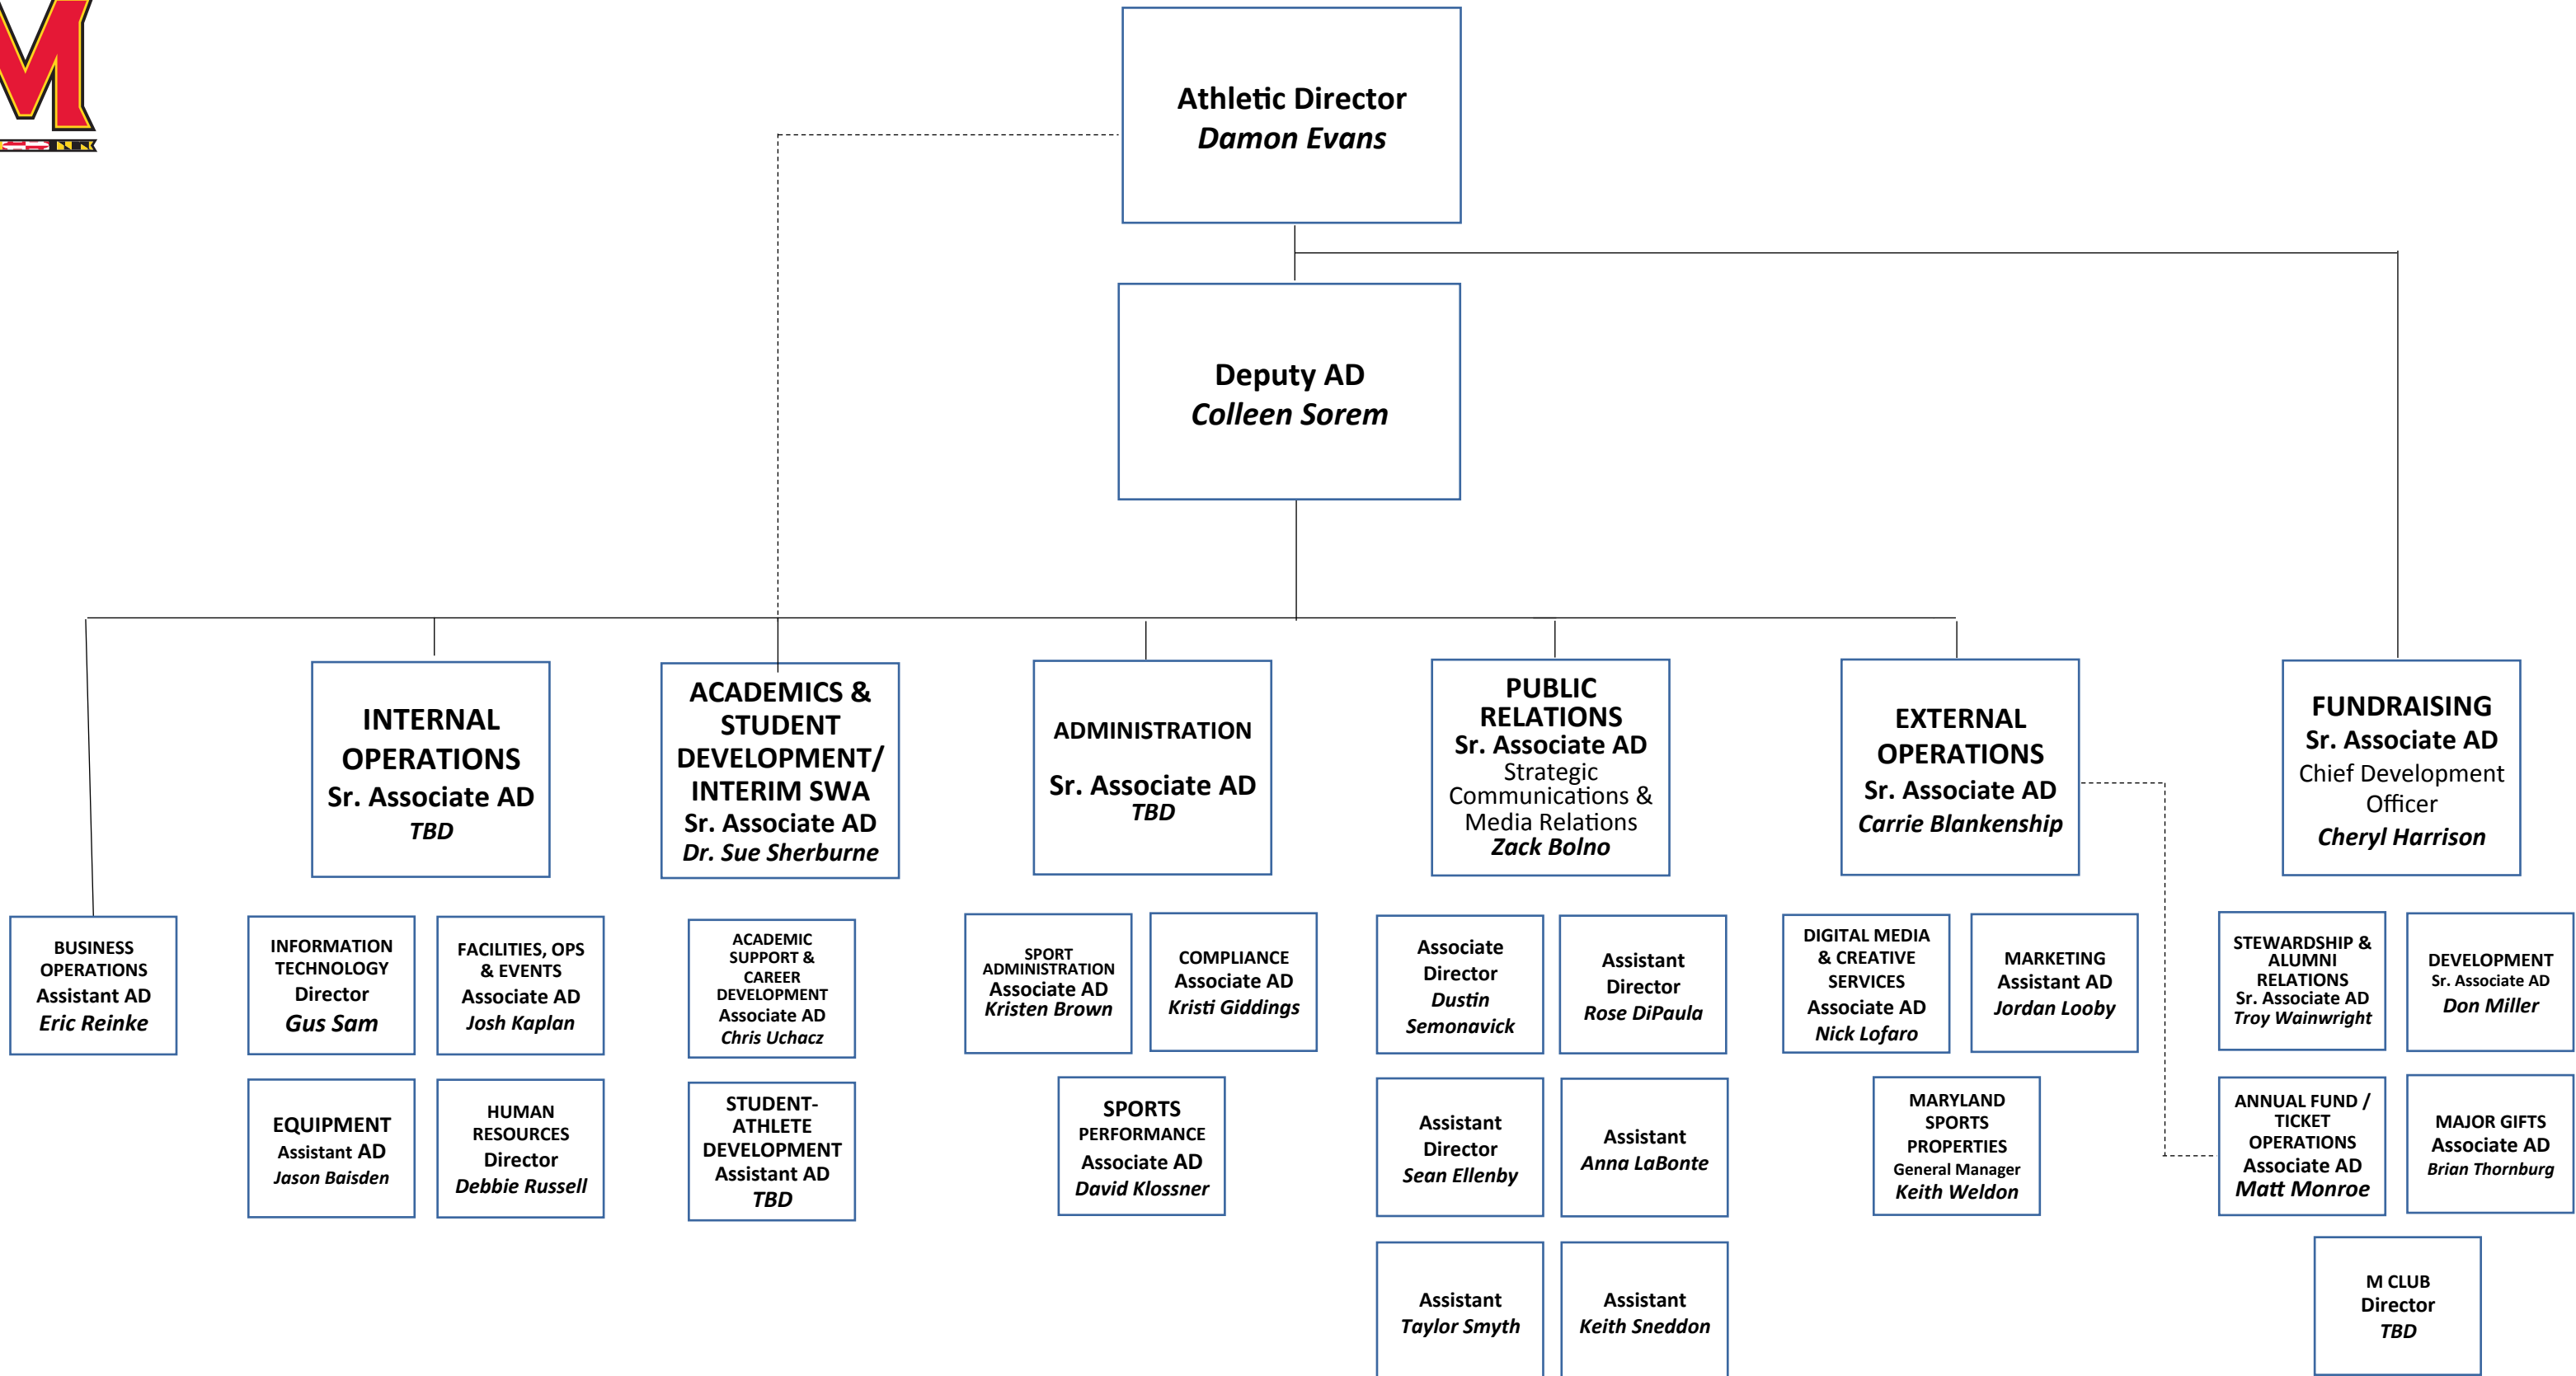 Athletic Director
Damon Evans
Deputy AD
Colleen Sorem
INTERNAL
OPERATIONS
Sr. Associate AD
TBD
ACADEMICS &
STUDENT
DEVELOPMENT/
INTERIM SWA
Sr. Associate AD
Dr. Sue Sherburne
ADMINISTRATION
Sr. Associate AD
TBD
PUBLIC
RELATIONS
Sr. Associate AD
Strategic
Communications &
Media Relations
Zack Bolno
EXTERNAL
OPERATIONS
Sr. Associate AD
Carrie Blankenship
FUNDRAISING
Sr. Associate AD
Chief Development
Officer
Cheryl Harrison
BUSINESS
OPERATIONS
Assistant AD
Eric Reinke
INFORMATION
TECHNOLOGY
Director
Gus Sam
FACILITIES, OPS
& EVENTS
Associate AD
Josh Kaplan
EQUIPMENT
Assistant AD
Jason Baisden
HUMAN
RESOURCES
Director
Debbie Russell
ACADEMIC
SUPPORT &
CAREER
DEVELOPMENT
Associate AD
Chris Uchacz
STUDENT-
ATHLETE
DEVELOPMENT
Assistant AD
TBD
SPORT
ADMINISTRATION
Associate AD
Kristen Brown
COMPLIANCE
Associate AD
Kristi Giddings
SPORTS
PERFORMANCE
Associate AD
David Klossner
Associate
Director
Dustin
Semonavick
Assistant
Director
Rose DiPaula
Assistant
Director
Sean Ellenby
Assistant
Anna LaBonte
Assistant
Taylor Smyth
Assistant
Keith Sneddon
DIGITAL MEDIA
& CREATIVE
SERVICES
Associate AD
Nick Lofaro
MARKETING
Assistant AD
Jordan Looby
MARYLAND
SPORTS
PROPERTIES
General Manager
Keith Weldon
STEWARDSHIP &
ALUMNI
RELATIONS
Sr. Associate AD
Troy Wainwright
DEVELOPMENT
Sr. Associate AD
Don Miller
ANNUAL FUND /
TICKET
OPERATIONS
Associate AD
Matt Monroe
MAJOR GIFTS
Associate AD
Brian Thornburg
M CLUB
Director
TBD
M